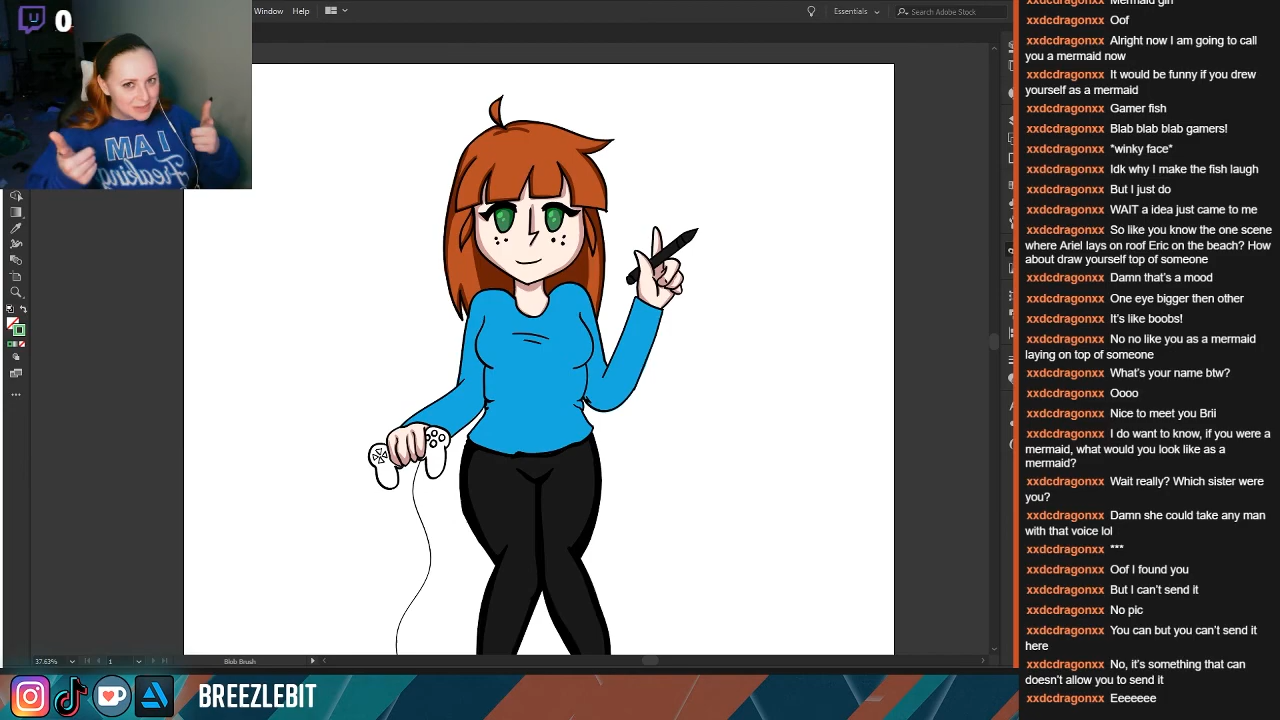 0
Window Help
Essentials
Search Adobe Stock
I AM
Freaking
37.63%
1
Blob Brush
BREEZLEBIT
xxdcdragonxx Mermaid girl
xxdcdragonxx Oof
xxdcdragonxx Alright now I am going to call
you a mermaid now
xxdcdragonxx It would be funny if you drew
yourself as a mermaid
xxdcdragonxx Gamer fish
xxdcdragonxx Blab blab blab gamers!
xxdcdragonxx *winky face*
xxdcdragonxx Idk why I make the fish laugh
xxdcdragonxx But I just do
xxdcdragonxx WAIT a idea just came to me
xxdcdragonxx So like you know the one scene
where Ariel lays on roof Eric on the beach? How
about draw yourself top of someone
xxdcdragonxx Damn that's a mood
xxdcdragonxx One eye bigger then other
xxdcdragonxx It's like boobs!
xxdcdragonxx No no like you as a mermaid
laying on top of someone
xxdcdragonxx What's your name btw?
xxdcdragonxx Oooo
xxdcdragonxx Nice to meet you Brii
xxdcdragonxx I do want to know, if you were a
mermaid, what would you look like as a
mermaid?
xxdcdragonxx Wait really? Which sister were
you?
xxdcdragonxx Damn she could take any man
with that voice lol
xxdcdragonxx ***
xxdcdragonxx Oof I found you
xxdcdragonxx But I can't send it
xxdcdragonxx No pic
xxdcdragonxx You can but you can't send it
here
xxdcdragonxx No, it's something that can
doesn't allow you to send it
xxdcdragonxx Eeeeeee